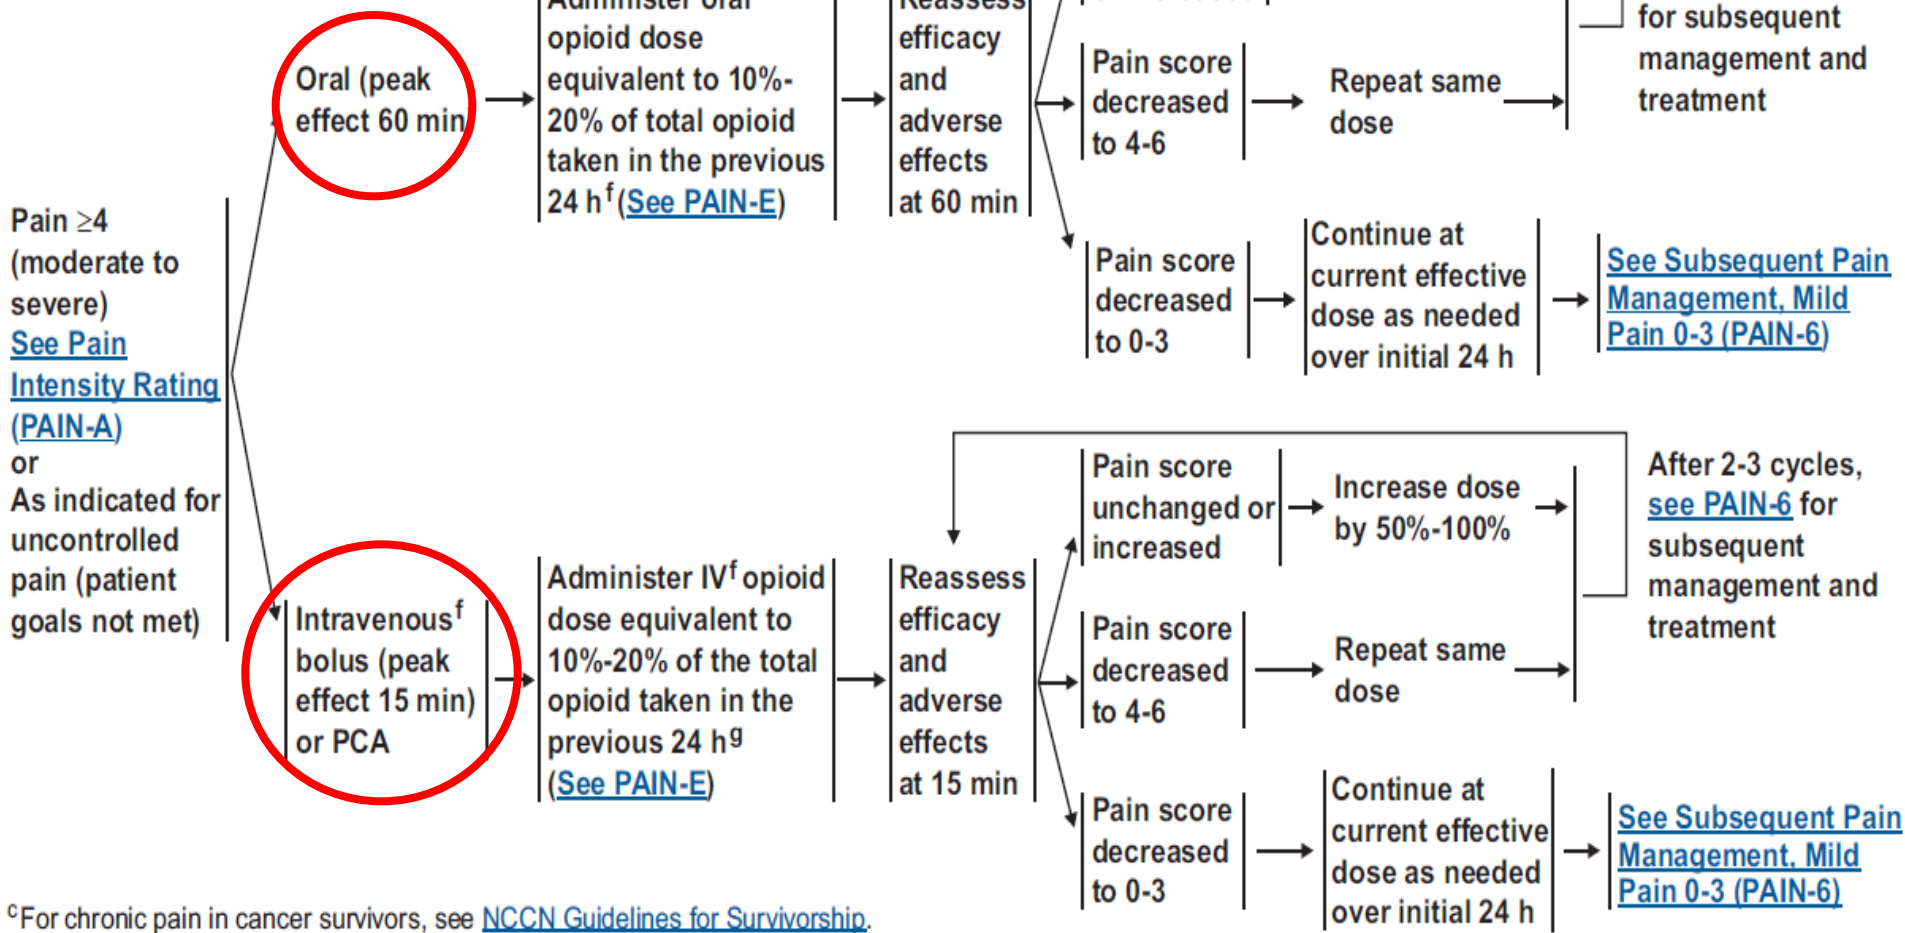 Pain ≥4
(moderate to
severe)
See Pain
Intensity Rating
(PAIN-A)
or
As indicated for
uncontrolled
pain (patient
goals not met)
Oral (peak
effect 60 min
Administer oral
opioid dose
equivalent to 10%-
20% of total opioid
taken in the previous
24 hf (See PAIN-E)
Reassess
efficacy
and
adverse
effects
at 60 min
Pain score
decreased
to 4-6
Repeat same
dose
for subsequent
management and
treatment
Pain score
decreased
to 0-3
Continue at
current effective
dose as needed
over initial 24 h
See Subsequent Pain
Management, Mild
Pain 0-3 (PAIN-6)
Intravenousf
bolus (peak
effect 15 min)
or PCA
Administer IVf opioid
dose equivalent to
10%-20% of the total
opioid taken in the
previous 24 hg
(See PAIN-E)
Reassess
efficacy
and
adverse
effects
at 15 min
Pain score
unchanged or
increased
Increase dose
by 50%-100%
After 2-3 cycles,
see PAIN-6 for
subsequent
management and
treatment
Pain score
decreased
to 4-6
Repeat same
dose
Pain score
decreased
to 0-3
Continue at
current effective
dose as needed
over initial 24 h
See Subsequent Pain
Management, Mild
Pain 0-3 (PAIN-6)
cFor chronic pain in cancer survivors, see NCCN Guidelines for Survivorship.